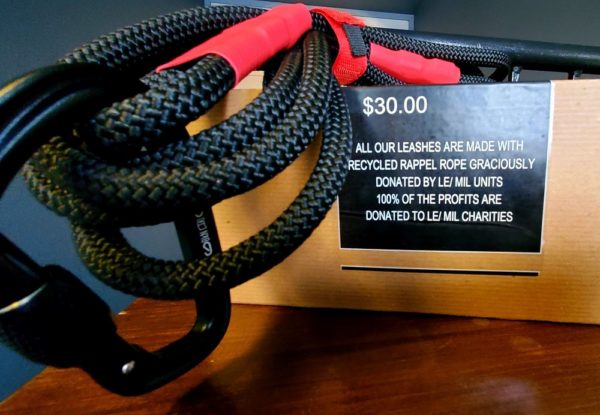 $30.00
ALL OUR LEASHES ARE MADE WITH
RECYCLED RAPPEL ROPE GRACIOUSLY
DONATED BY LE/ MIL UNITS
100% OF THE PROFITS ARE
DONATED TO LE/ MIL CHARITIES